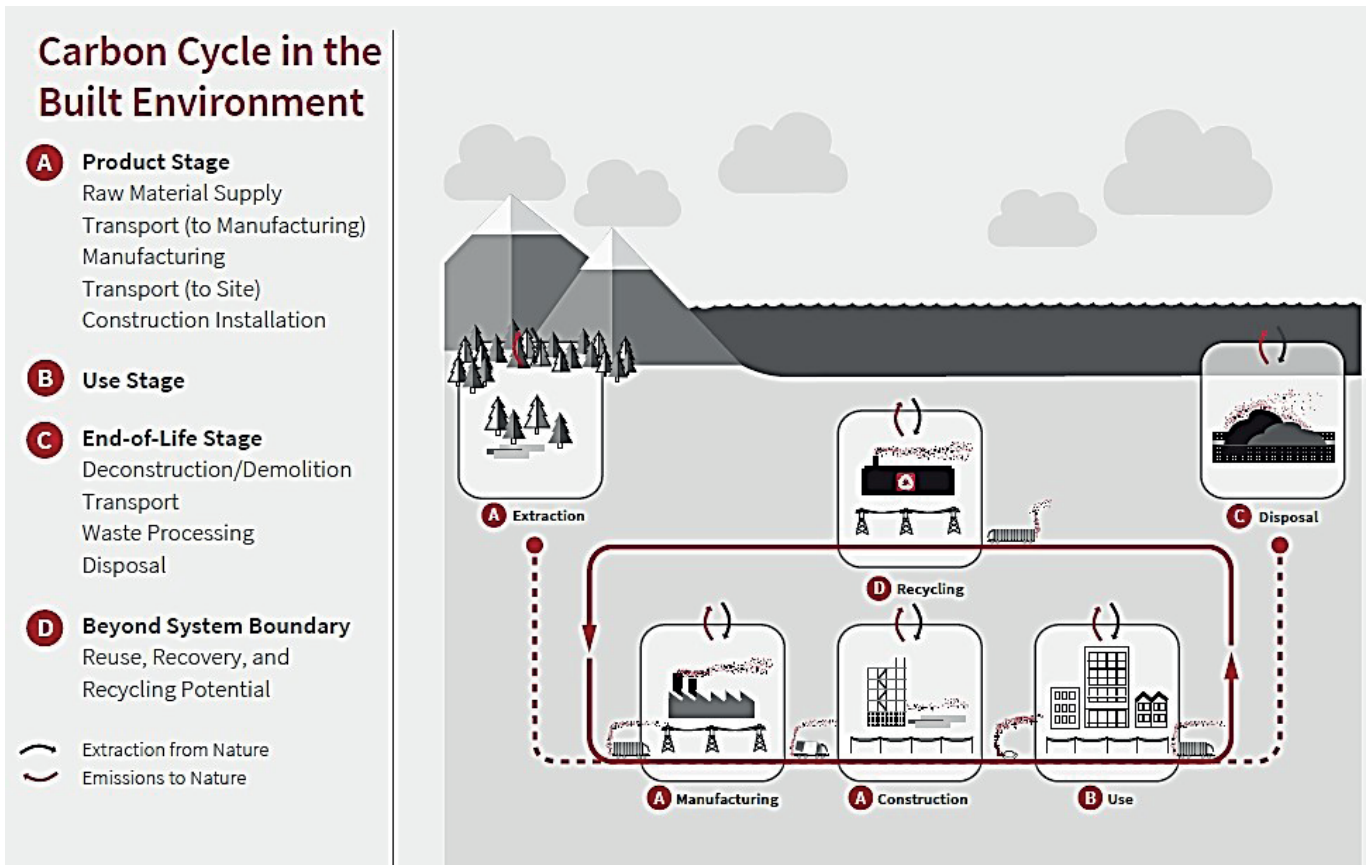 Carbon Cycle in the
Built Environment
A Product Stage
Raw Material Supply
Transport (to Manufacturing)
Manufacturing
Transport (to Site)
Construction Installation
B Use Stage
C End-of-Life Stage
Deconstruction/Demolition
Transport
Waste Processing
Disposal
D Beyond System Boundary
Reuse, Recovery, and
Recycling Potential
Extraction from Nature
Emissions to Nature
A Extraction
C Disposal
D Recycling
A Manufacturing
A Construction
B Use